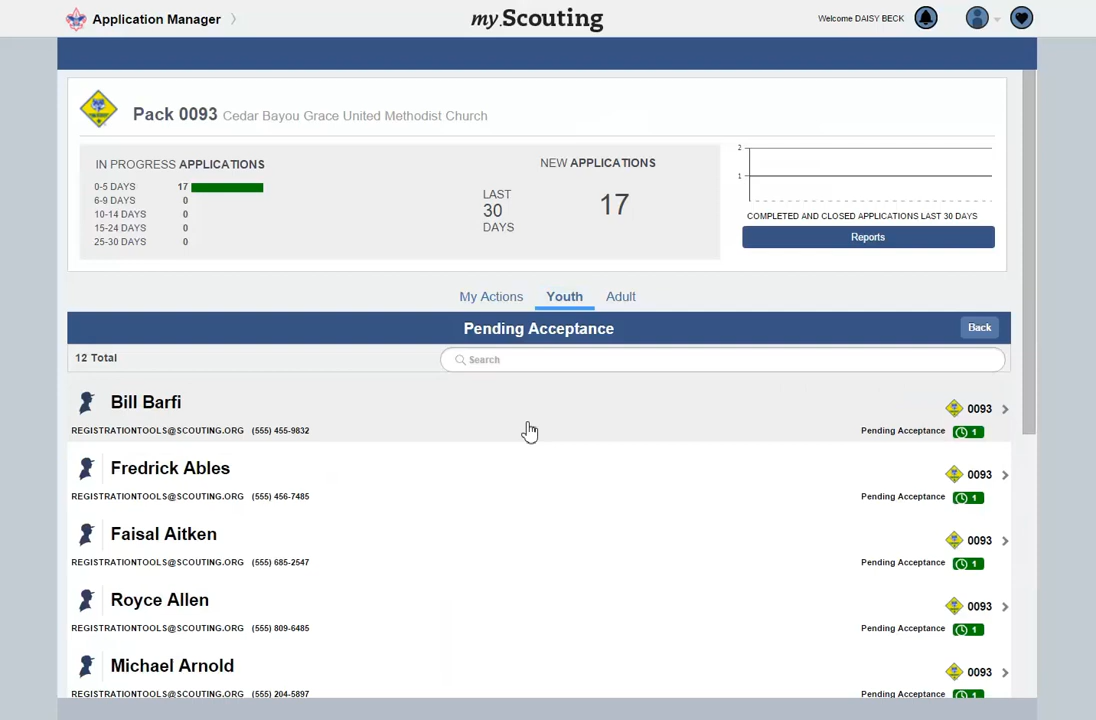 Application Manager
my.Scouting
Welcome DAISY BECK
Pack 0093 Cedar Bayou Grace United Methodist Church
IN PROGRESS APPLICATIONS
0-5 DAYS 17
6-9 DAYS 0
10-14 DAYS 0
15-24 DAYS 0
25-30 DAYS 0
NEW APPLICATIONS
LAST
30
DAYS
17
2
1
COMPLETED AND CLOSED APPLICATIONS LAST 30 DAYS
Reports
My Actions Youth Adult
Pending Acceptance
Back
12 Total
Search
Bill Barfi
0093
REGISTRATIONTOOLS@SCOUTING.ORG (555) 455-9832
Pending Acceptance 1
Fredrick Ables
0093
REGISTRATIONTOOLS@SCOUTING.ORG (555) 456-7485
Pending Acceptance 1
Faisal Aitken
0093
REGISTRATIONTOOLS@SCOUTING.ORG (555) 685-2547
Pending Acceptance 1
Royce Allen
0093
REGISTRATIONTOOLS@SCOUTING.ORG (555) 809-6485
Pending Acceptance 1
Michael Arnold
0093
REGISTRATIONTOOLS@SCOUTING.ORG (555) 204-5897
Pending Acceptance 1